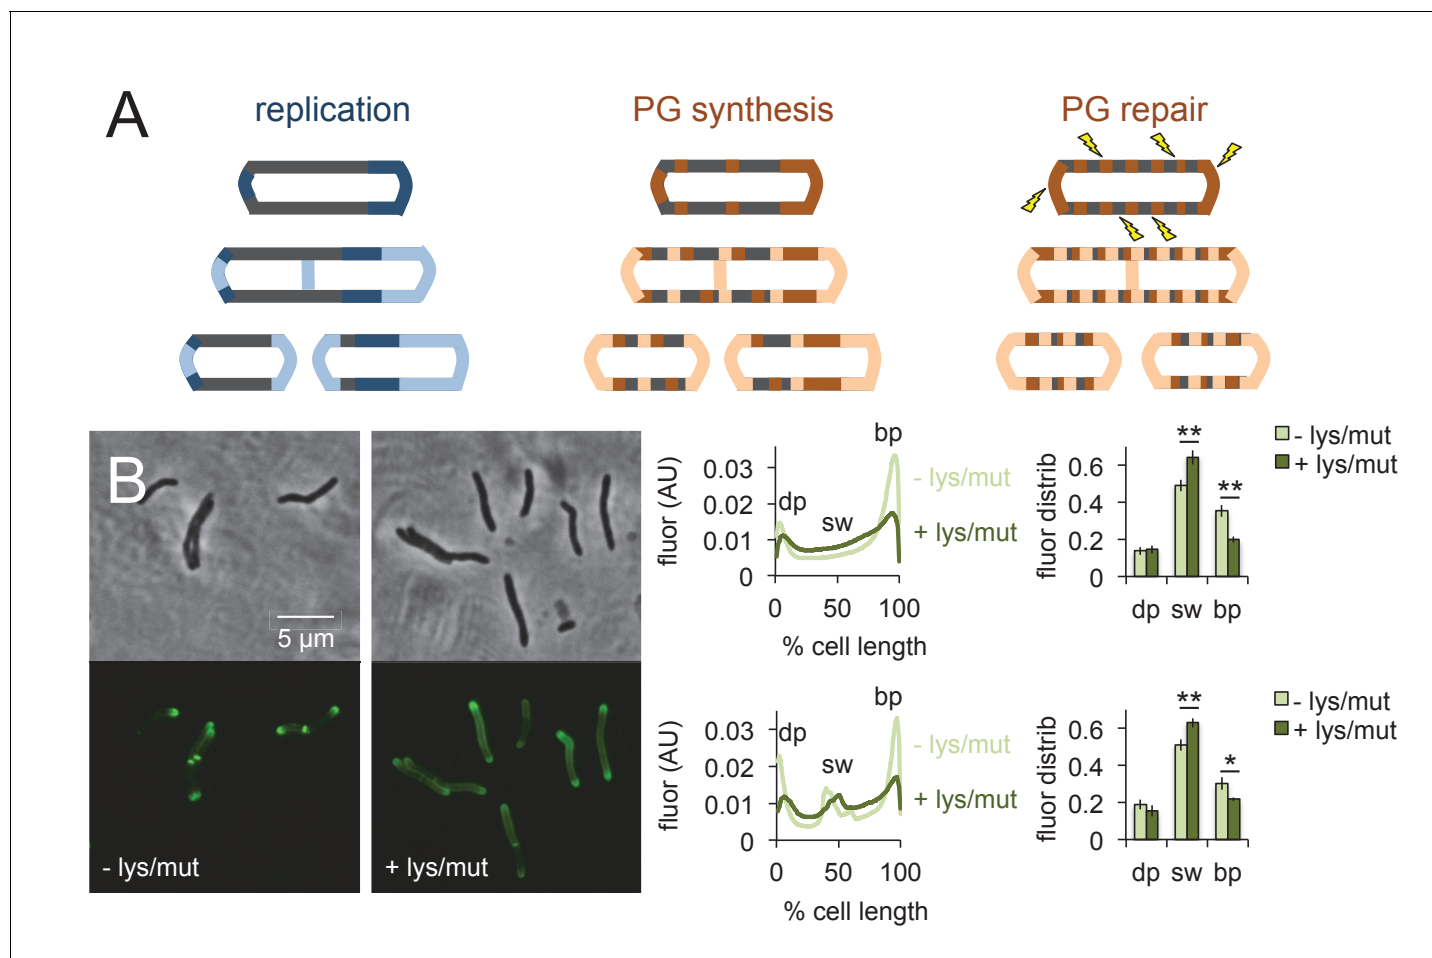 A
replication
PG synthesis
PG repair
B
5 µm
- lys/mut
+ lys/mut
fluor (AU)
0.03
0.02
0.01
0
dp
sw
bp
- lys/mut
+ lys/mut
0
50
100
% cell length
fluor distrib
0.6
0.4
0.2
0
**
**
dp sw bp
- lys/mut
+ lys/mut
fluor (AU)
0.03
0.02
0.01
0
dp
sw
bp
- lys/mut
+ lys/mut
0
50
100
% cell length
fluor distrib
0.6
0.4
0.2
0
**
*
dp sw bp
- lys/mut
+ lys/mut